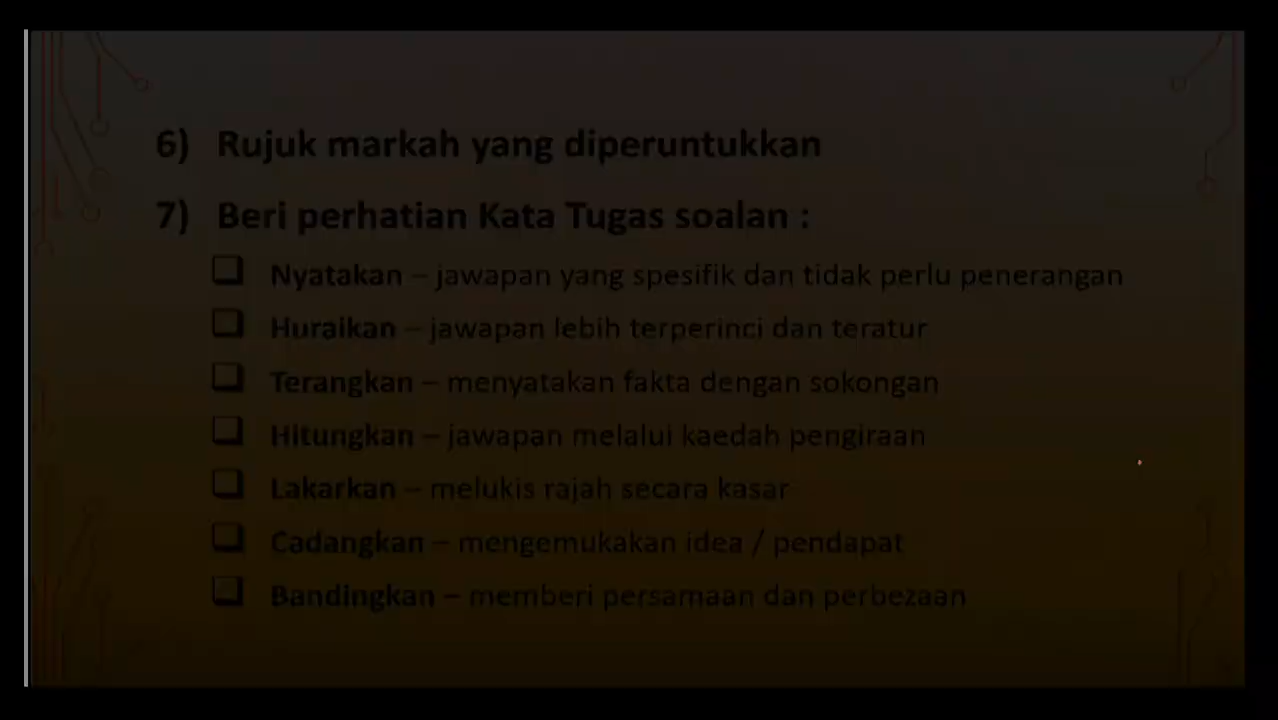 6) Rujuk markah yang diperuntukkan
7) Beri perhatian Kata Tugas soalan :
❑ Nyatakan – jawapan yang spesifik dan tidak perlu penerangan
❑ Huraikan – jawapan lebih terperinci dan teratur
❑ Terangkan – menyatakan fakta dengan sokongan
❑ Hitungkan – jawapan melalui kaedah pengiraan
❑ Lakarkan – melukis rajah secara kasar
❑ Cadangkan – mengemukakan idea / pendapat
❑ Bandingkan – memberi persamaan dan perbezaan